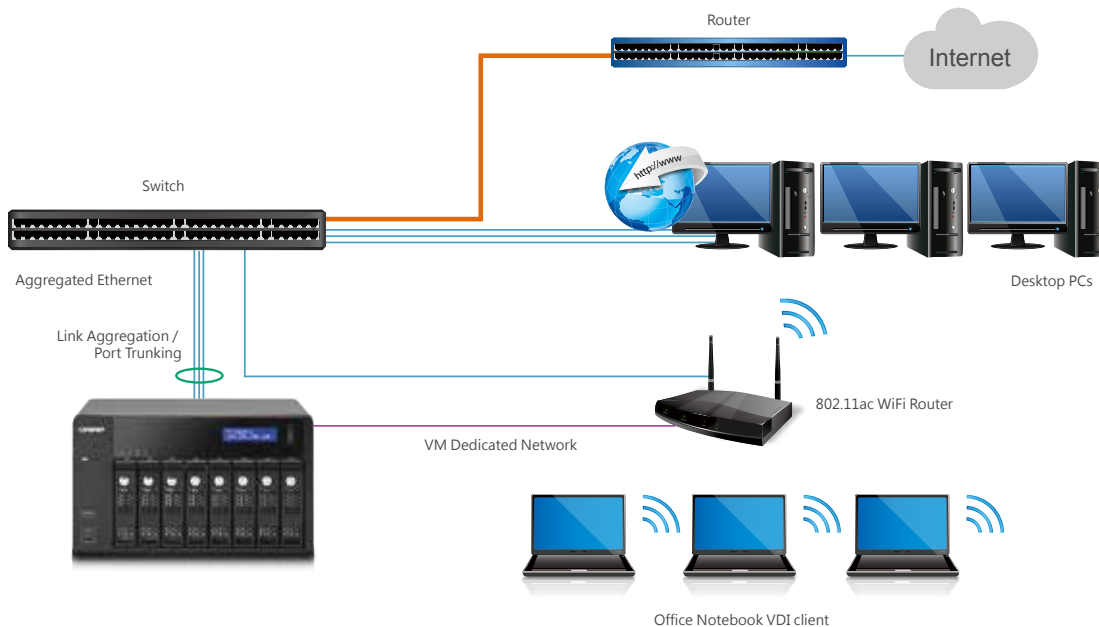 Router
Internet
http://www
Switch
Aggregated Ethernet
Desktop PCs
Link Aggregation /
Port Trunking
802.11ac WiFi Router
VM Dedicated Network
Office Notebook VDI client